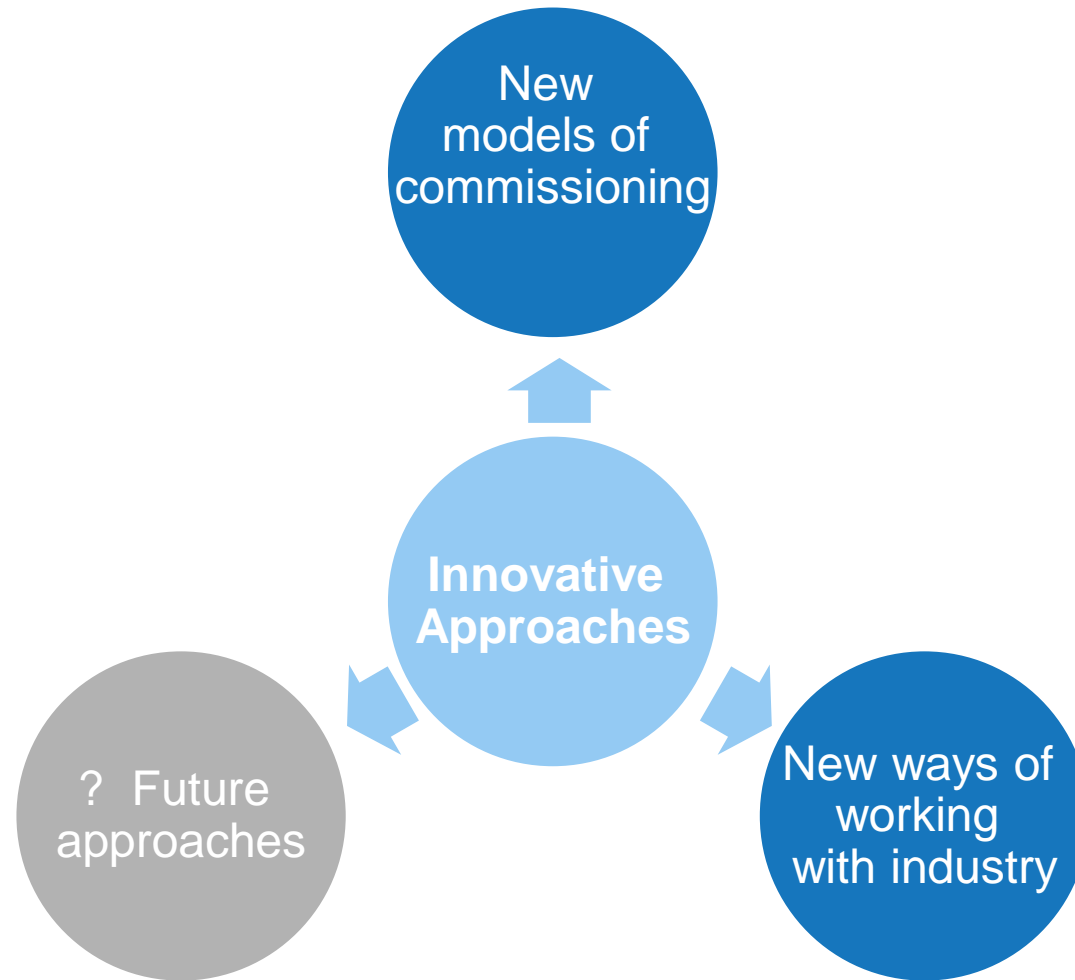 New
models of
commissioning
Innovative
Approaches
? Future
approaches
New ways of
working
with industry